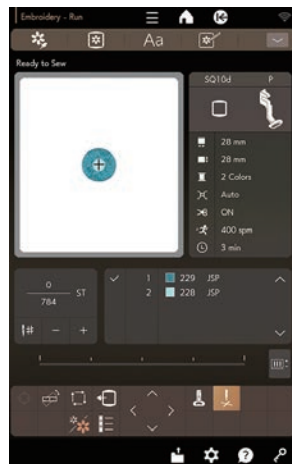 Embroidery - Run
Aa
Ready to Sew
SQ10d P
28 mm
28 mm
2 Colors
Auto
ON
400 spm
3 min
0
784
ST
1 229 JSP
2 228 JSP
# - +